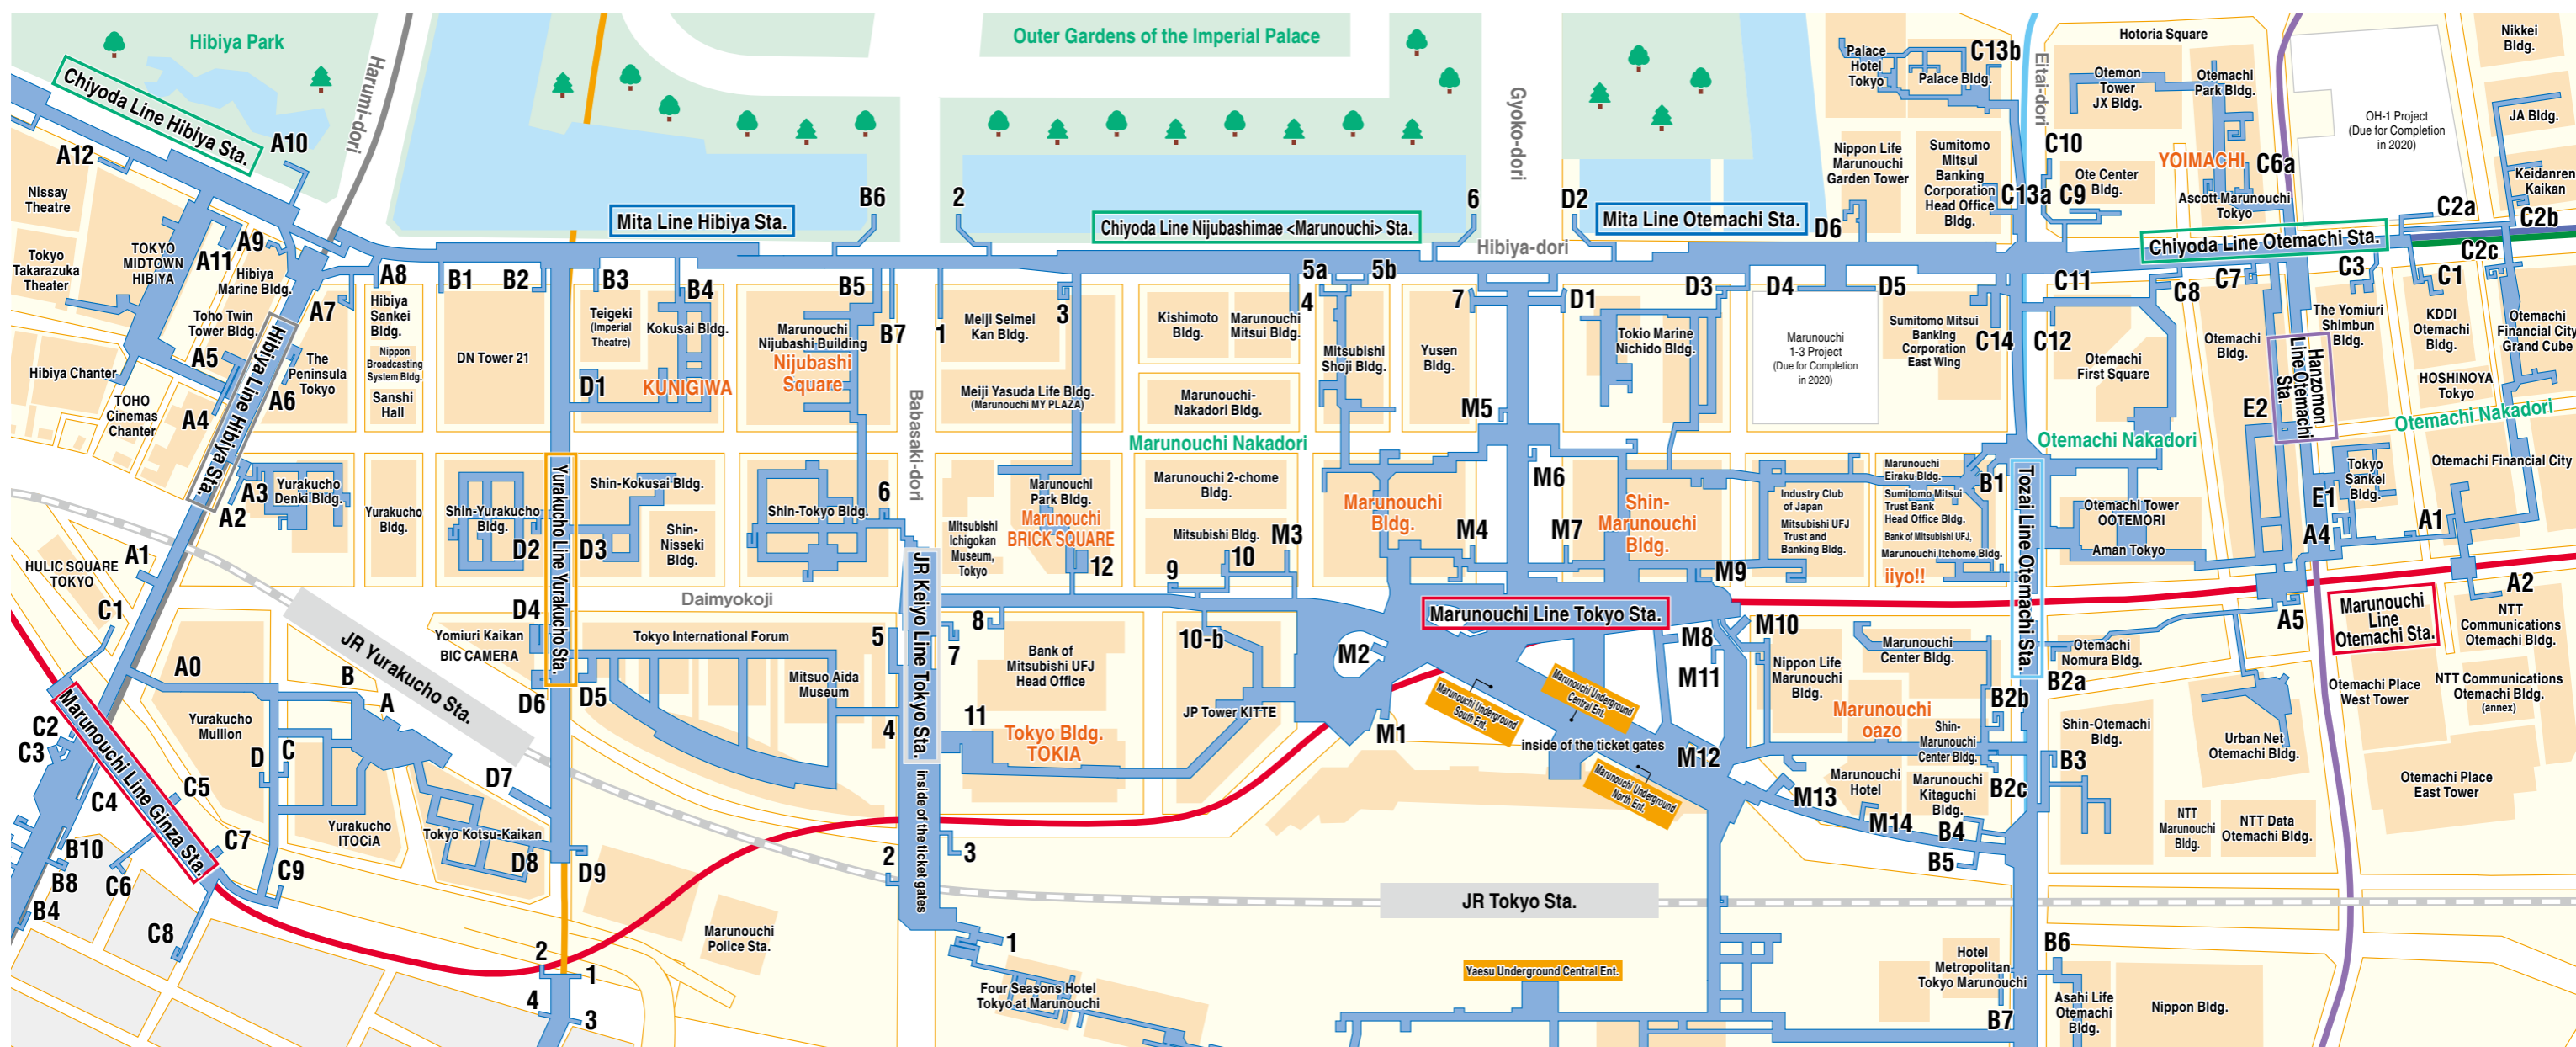 Hibiya Park
Chiyoda Line Hibiya Sta.
Harumi-dori
Outer Gardens of the Imperial Palace
Gyoko-dori
Hibiya-dori
Eitai-dori
Palace
Hotel
Tokyo
Palace Bldg.
C13b
Hotoria Square
Otemon
Tower
JX Bldg.
Otemachi
Park Bldg.
OH-1 Project
(Due for Completion
in 2020)
Nikkei
Bldg.
JA Bldg.
Keidanren
Kaikan
A12
A10
A9
A11
A8
A7
A5
A6
A4
A3
A2
A1
A0
Nissay
Theatre
Tokyo
Takarazuka
Theater
TOKYO
MIDTOWN
HIBIYA
Hibiya
Marine Bldg.
Toho Twin
Tower Bldg.
Hibiya Chanter
TOHO
Cinemas
Chanter
Hibiya Line Hibiya Sta.
The
Peninsula
Tokyo
Hibiya
Sankei
Bldg.
Nippon
Broadcasting
System Bldg.
Sanshi
Hall
Mita Line Hibiya Sta.
B6
B1
B2
B3
B4
B5
B7
DN Tower 21
Teigeki
(Imperial
Theatre)
Kokusai Bldg.
KUNIGIWA
D1
Marunouchi
Nijubashi Building
Nijubashi
Square
Babasaki-dori
Chiyoda Line Nijubashimae <Marunouchi> Sta.
2
6
1
3
4
5a
5b
7
Meiji Seimei
Kan Bldg.
Meiji Yasuda Life Bldg.
(Marunouchi MY PLAZA)
Kishimoto
Bldg.
Marunouchi
Mitsui Bldg.
Marunouchi-
Nakadori Bldg.
Marunouchi Nakadori
Mitsubishi
Shoji Bldg.
Yusen
Bldg.
M5
D2
Mita Line Otemachi Sta.
D6
D1
D3
D4
D5
Tokio Marine
Nichido Bldg.
Marunouchi
1-3 Project
(Due for Completion
in 2020)
Nippon Life
Marunouchi
Garden Tower
Sumitomo
Mitsui
Banking
Corporation
Head Office
Bldg.
C13a
C9
C10
Ote Center
Bldg.
YOIMACHI
C6a
Ascott Marunouchi
Tokyo
Chiyoda Line Otemachi Sta.
C2a
C2b
C2c
C11
C8
C7
C3
C1
C14
C12
Sumitomo Mitsui
Banking
Corporation
East Wing
Otemachi
First Square
Otemachi
Bldg.
The Yomiuri
Shimbun
Bldg.
Hanzomon
Line Otemachi
Sta.
E2
KDDI
Otemachi
Bldg.
Otemachi
Financial City
Grand Cube
HOSHINOYA
Tokyo
Otemachi Nakadori
Otemachi Nakadori
Yurakucho
Denki Bldg.
Yurakucho
Bldg.
Shin-Yurakucho
Bldg.
D2
Yurakucho Line Yurakucho Sta.
Shin-Kokusai Bldg.
D3
Shin-
Nisseki
Bldg.
Shin-Tokyo Bldg.
6
Mitsubishi
Ichigokan
Museum,
Tokyo
Marunouchi
Park Bldg.
Marunouchi
BRICK SQUARE
12
Marunouchi 2-chome
Bldg.
Mitsubishi Bldg.
M3
10
9
Marunouchi
Bldg.
M4
M6
M7
Shin-
Marunouchi
Bldg.
M9
Industry Club
of Japan
Mitsubishi UFJ
Trust and
Banking Bldg.
Marunouchi
Eiraku Bldg.
Sumitomo Mitsui
Trust Bank
Head Office Bldg.
Bank of Mitsubishi UFJ,
Marunouchi Itchome Bldg.
iiyo!!
B1
Tozai Line Otemachi Sta.
Otemachi Tower
OOTEMORI
Aman Tokyo
Tokyo
Sankei
Bldg.
E1
A4
A1
Otemachi Financial City
A2
A5
Marunouchi
Line
Otemachi Sta.
NTT
Communications
Otemachi Bldg.
HULIC SQUARE
TOKYO
C1
JR Yurakucho Sta.
D4
Yomiuri Kaikan
BIC CAMERA
D6
D5
Daimyokoji
Tokyo International Forum
5
Mitsuo Aida
Museum
4
JR Keiyo Line Tokyo Sta.
inside of the ticket gates
8
7
Bank of
Mitsubishi UFJ
Head Office
11
Tokyo Bldg.
TOKIA
10-b
JP Tower KITTE
M2
M1
Marunouchi Line Tokyo Sta.
Marunouchi Underground
South Ent.
Marunouchi Underground
Central Ent.
inside of the ticket gates
Marunouchi Underground
North Ent.
M8
M10
M11
M12
M13
M14
Nippon Life
Marunouchi
Bldg.
Marunouchi
Center Bldg.
Marunouchi
oazo
Shin-
Marunouchi
Center Bldg.
Marunouchi
Hotel
Marunouchi
Kitaguchi
Bldg.
B2b
B2a
B2c
B3
B4
B5
Otemachi
Nomura Bldg.
Shin-Otemachi
Bldg.
Urban Net
Otemachi Bldg.
NTT
Marunouchi
Bldg.
NTT Data
Otemachi Bldg.
Otemachi Place
West Tower
NTT Communications
Otemachi Bldg.
(annex)
Otemachi Place
East Tower
C2
C3
Marunouchi Line Ginza Sta.
C4
C5
C7
C6
C9
C8
B10
B8
B4
Yurakucho
Mullion
B
A
D
C
Yurakucho
ITOCiA
D7
Tokyo Kotsu-Kaikan
D8
D9
2
1
4
3
Marunouchi
Police Sta.
2
3
1
Four Seasons Hotel
Tokyo at Marunouchi
JR Tokyo Sta.
Yaesu Underground Central Ent.
Hotel
Metropolitan
Tokyo Marunouchi
B6
B7
Asahi Life
Otemachi
Bldg.
Nippon Bldg.